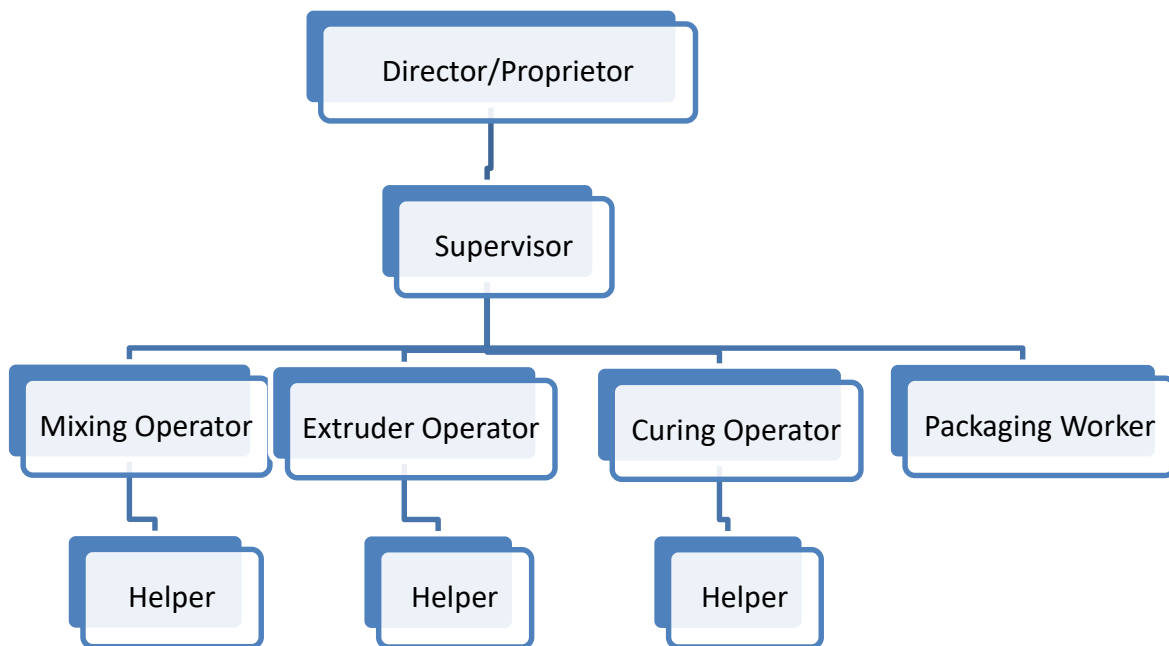 Director/Proprietor
Supervisor
Mixing Operator
Extruder Operator
Curing Operator
Packaging Worker
Helper
Helper
Helper